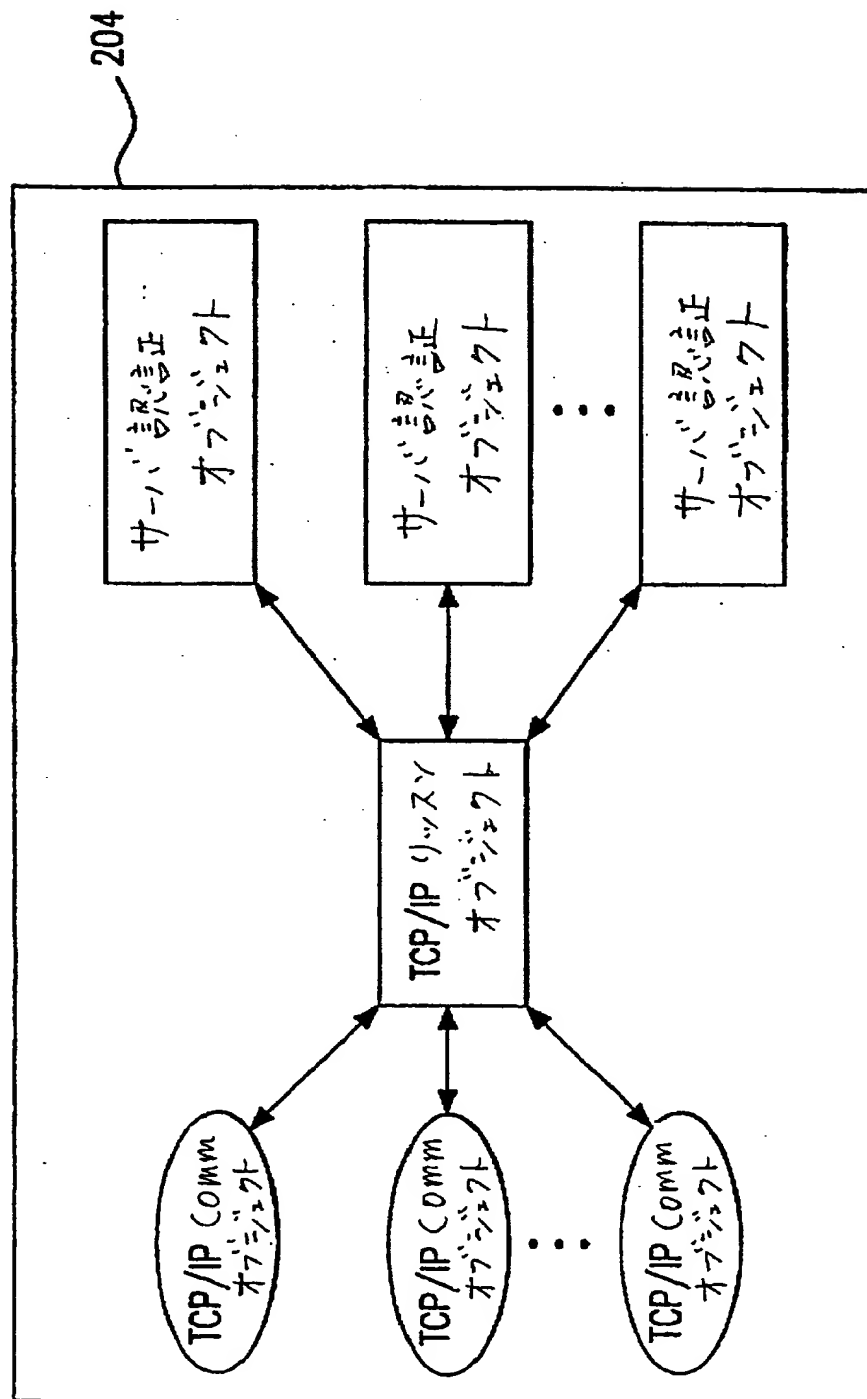 204
TCP/IP Comm
オブジェクト
TCP/IP Comm
オブジェクト
TCP/IP Comm
オブジェクト
TCP/IP リッスン
オブジェクト
サーバ認証
オブジェクト
サーバ認証
オブジェクト
サーバ認証
オブジェクト